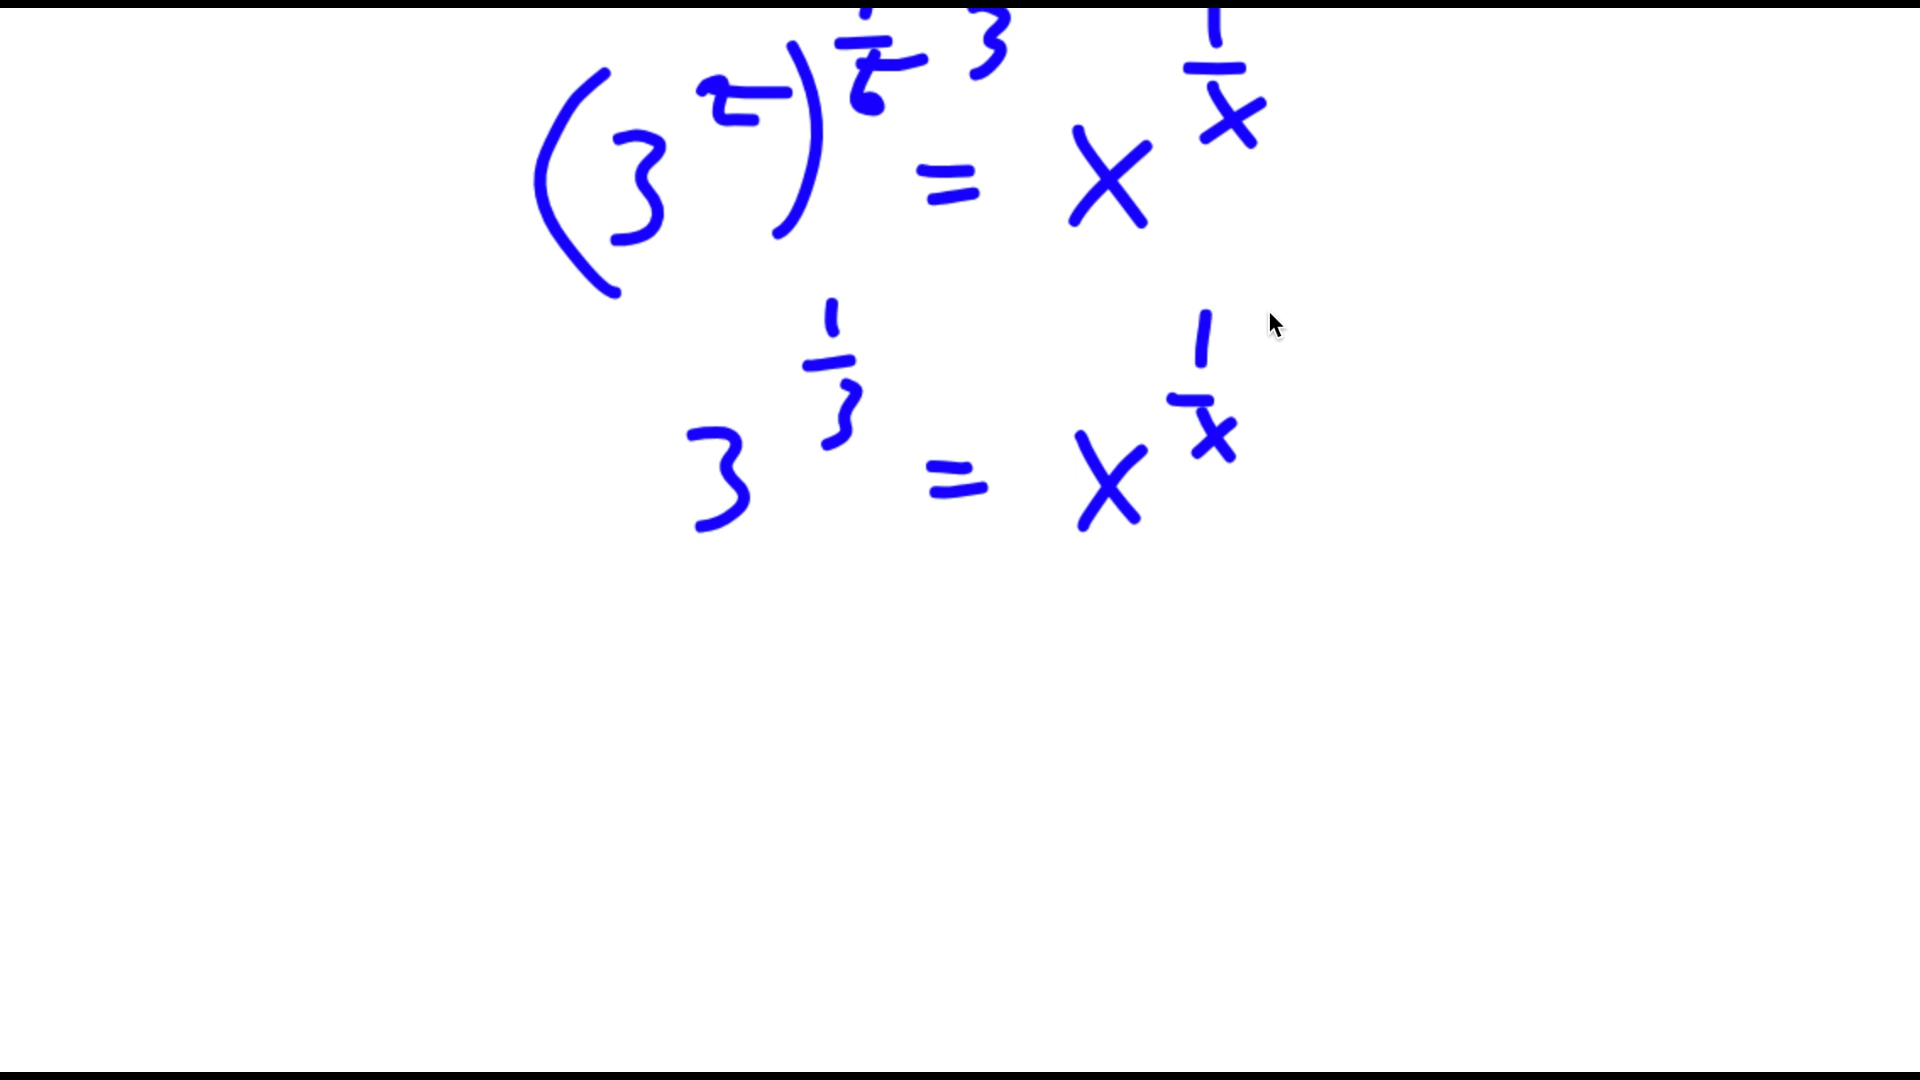 (3^2)^{1/6 3} = x^{1/x}
3^{1/3} = x^{1/x}